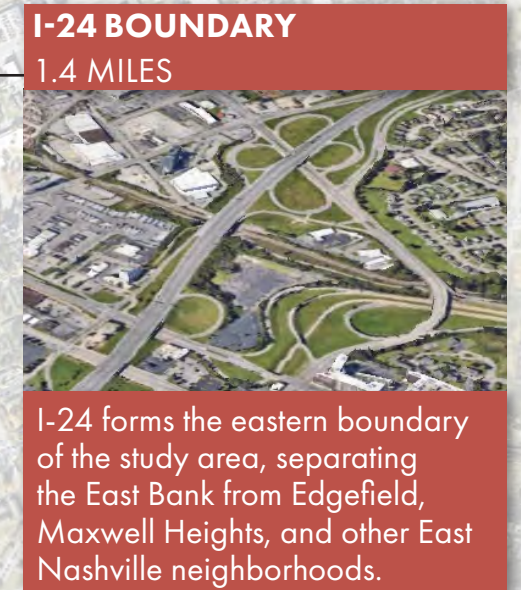 I-24 BOUNDARY
1.4 MILES
I-24 forms the eastern boundary
of the study area, separating
the East Bank from Edgefield,
Maxwell Heights, and other East
Nashville neighborhoods.